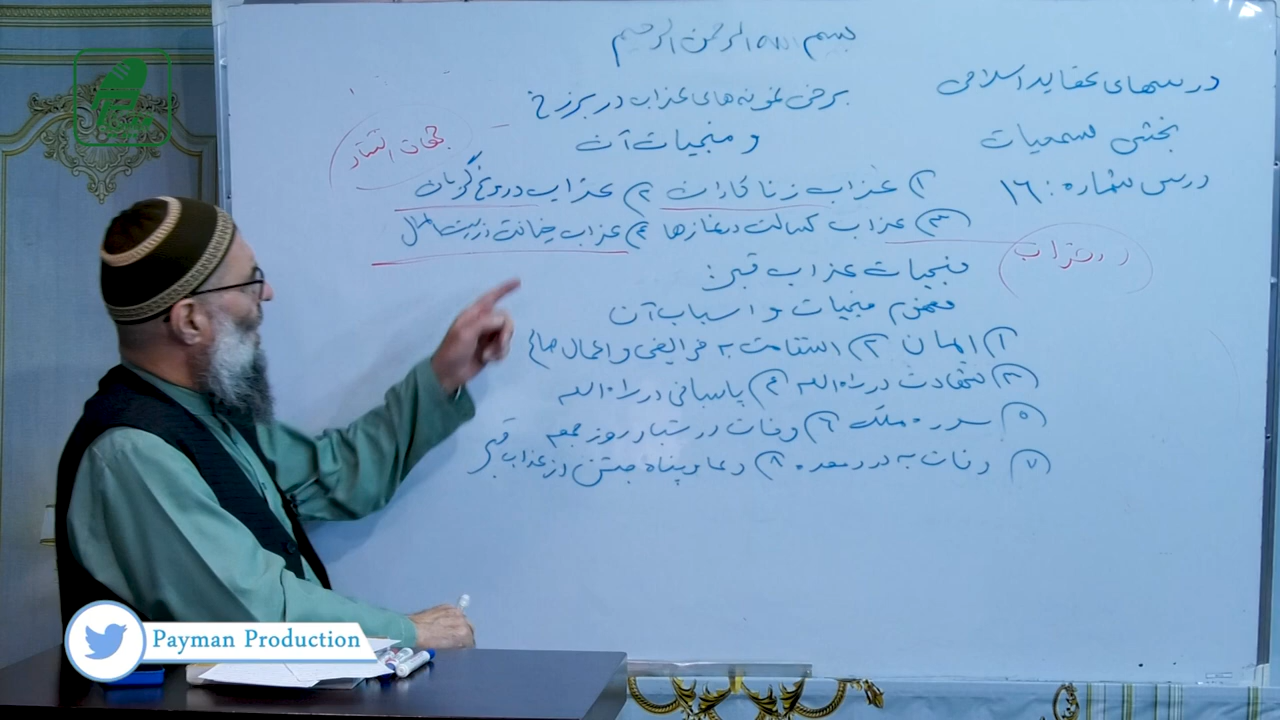 بسم الله الرحمن الرحیم
درسهای عقاید اسلامی
بخش سمعیات
درس شماره: ۱۶
برخی نمونه های عذاب در برزخ
و منجیات آن
۱) عذاب زنا کاران ۲) عذاب دروغ گویان
۳) عذاب کسالت در نمازها ۴) عذاب خیانت در بیت المال
منجیات عذاب قبر:
مفهوم منجیات و اسباب آن
۱) ایمان ۲) استقامت به فرایض و اعمال صالح
۳) شهادت در راه الله ۴) پاسبانی در راه الله
۵) سوره ملک ۶) وفات در شب و روز جمعه
۷) وفات به درد معده ۸) دعا و پناه جستن از عذاب قبر
Payman Production